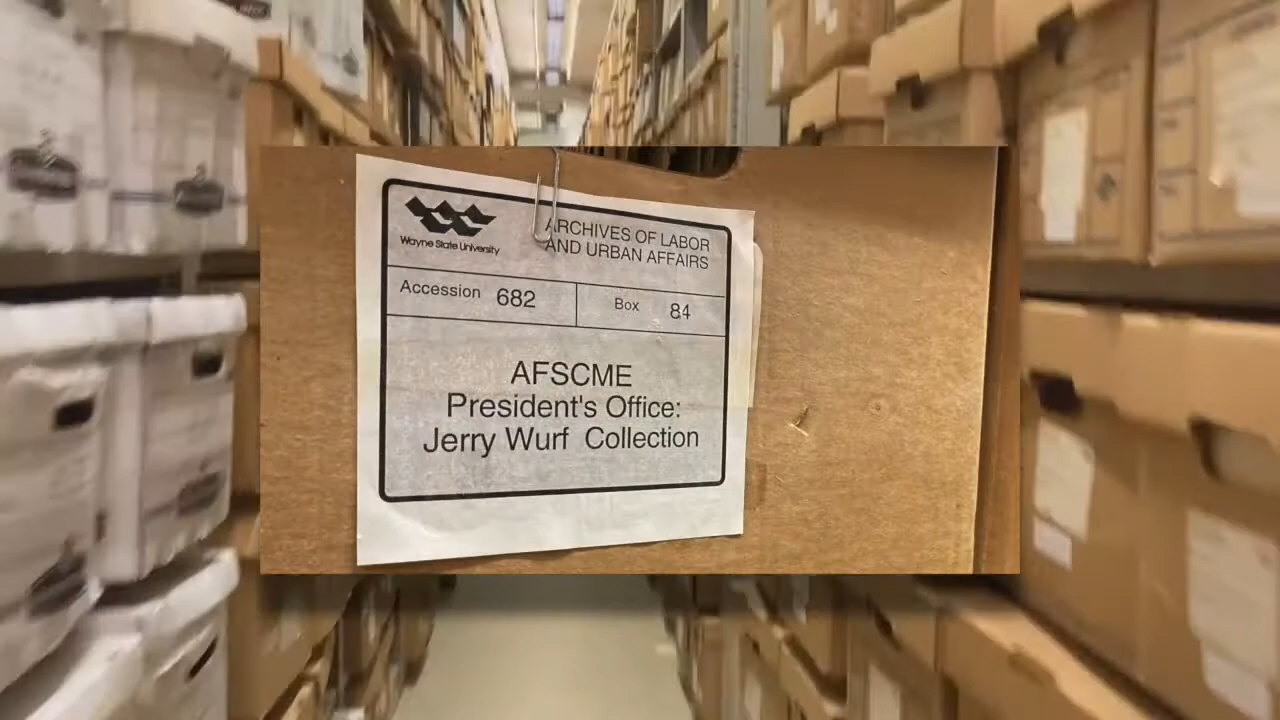 Wayne State University
ARCHIVES OF LABOR
AND URBAN AFFAIRS
Accession 682
Box 84
AFSCME
President's Office:
Jerry Wurf Collection